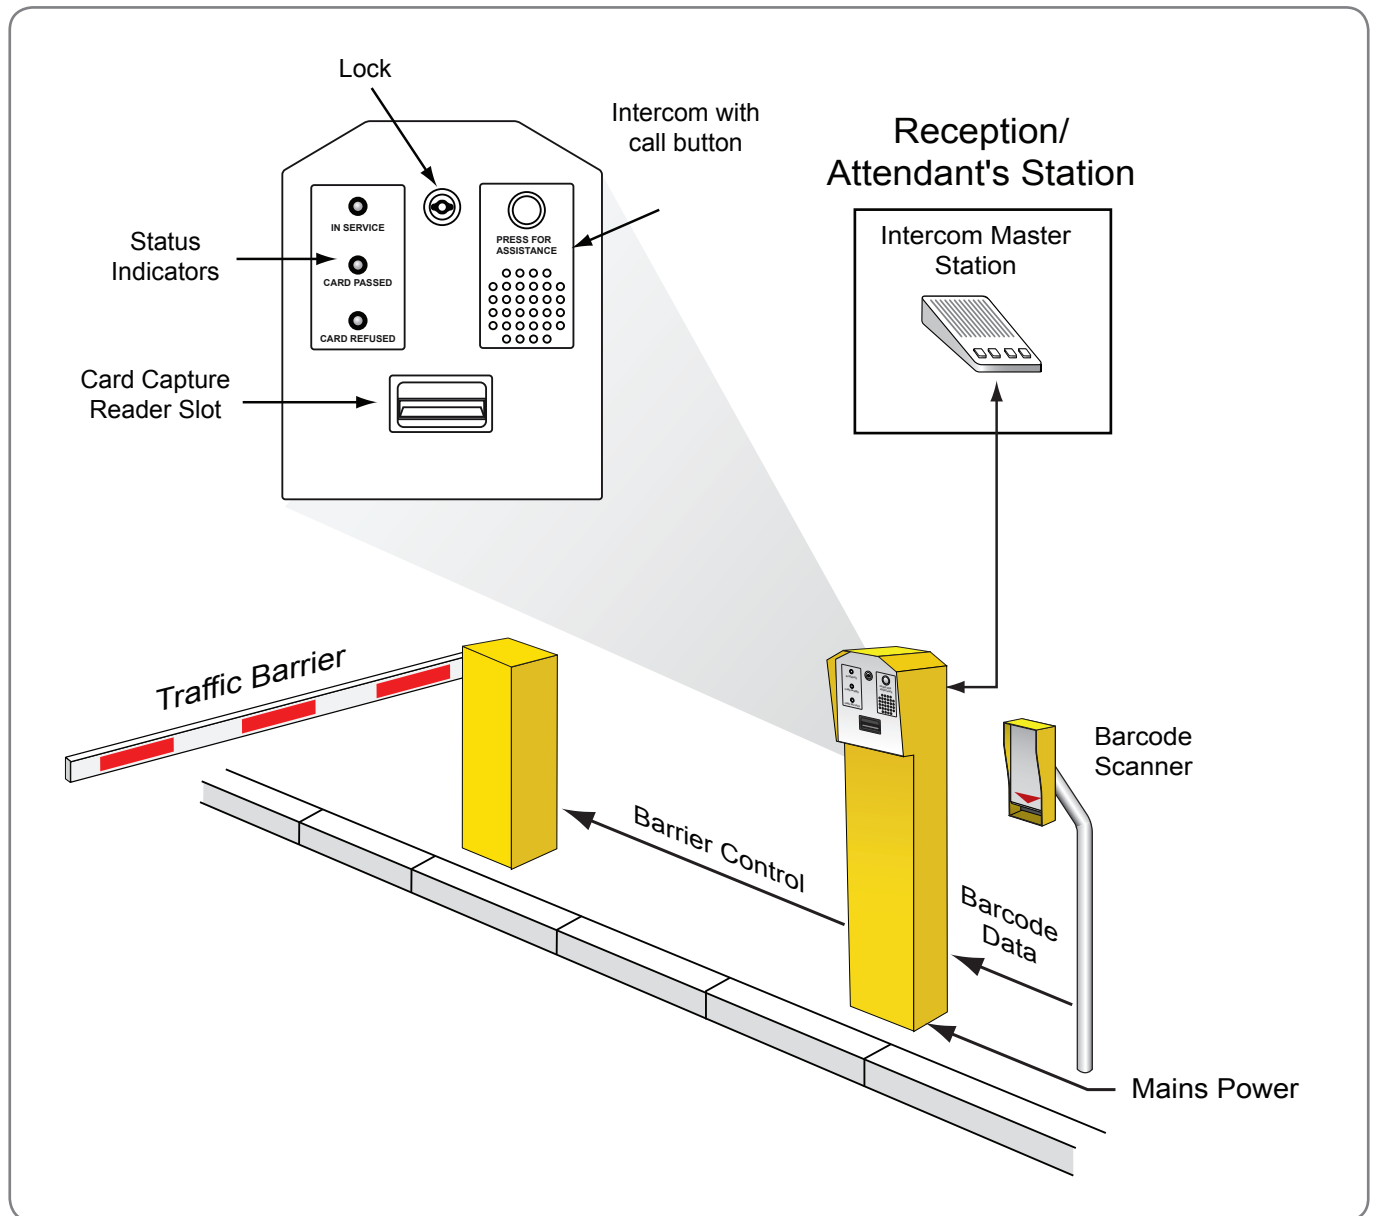 Lock
Intercom with
call button
Reception/
Attendant's Station
Intercom Master
Station
IN SERVICE
CARD PASSED
CARD REFUSED
PRESS FOR
ASSISTANCE
Status
Indicators
Card Capture
Reader Slot
Traffic Barrier
Barrier Control
Barcode
Scanner
Barcode
Data
Mains Power